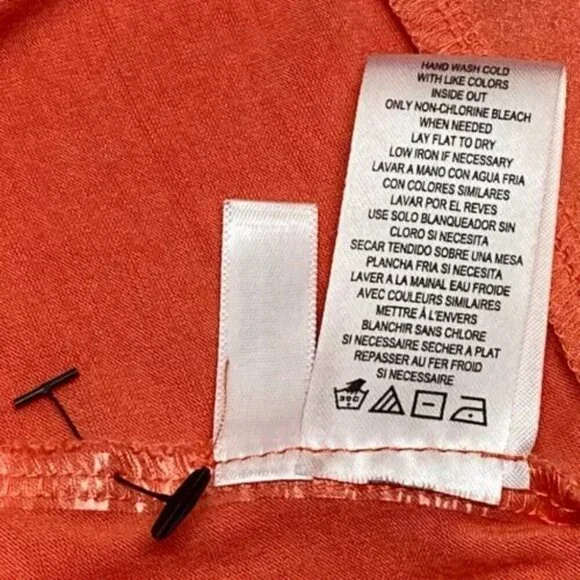 HAND WASH COLD
WITH LIKE COLORS
INSIDE OUT
ONLY NON-CHLORINE BLEACH
WHEN NEEDED
LAY FLAT TO DRY
LOW IRON IF NECESSARY
LAVAR A MANO CON AGUA FRIA
CON COLORES SIMILARES
LAVAR POR EL REVES
USE SOLO BLANQUEADOR SIN
CLORO SI NECESITA
SECAR TENDIDO SOBRE UNA MESA
PLANCHA FRIA SI NECESITA
LAVER A LA MAINAL EAU FROIDE
AVEC COULEURS SIMILAIRES
METTRE À L'ENVERS
BLANCHIR SANS CHLORE
SI NECESSAIRE SECHER A PLAT
REPASSER AU FER FROID
SI NECESSAIRE
30C